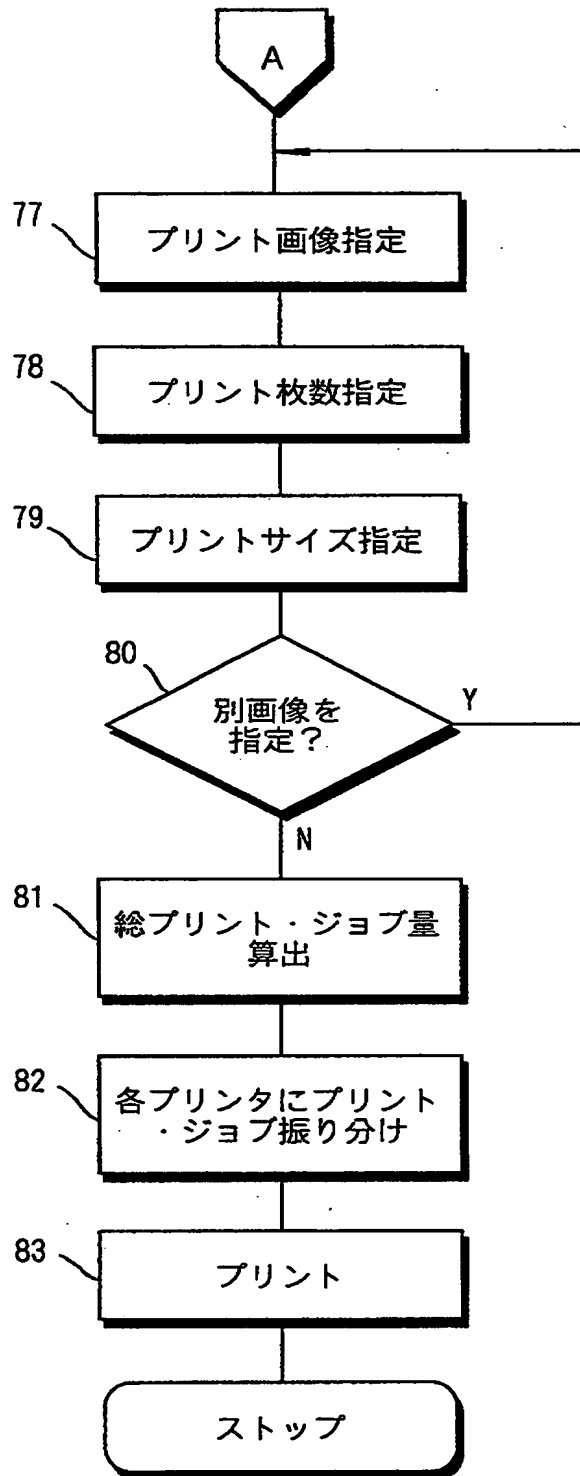 A
77
プリント画像指定
78
プリント枚数指定
79
プリントサイズ指定
80
別画像を
指定？
Y
N
81
総プリント・ジョブ量
算出
82
各プリンタにプリント
・ジョブ振り分け
83
プリント
ストップ